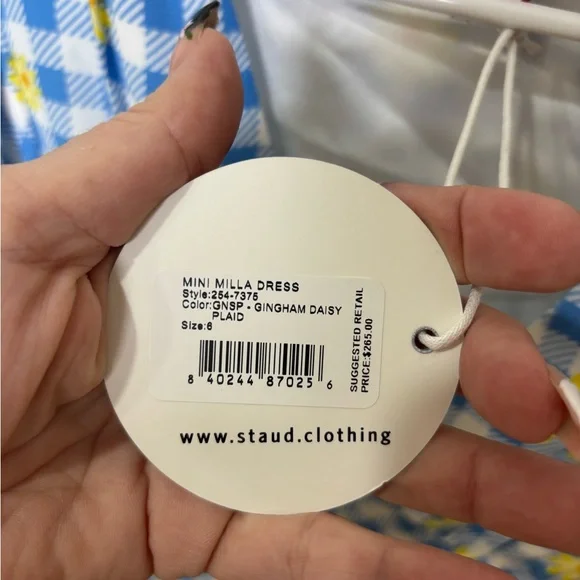 MINI MILLA DRESS
Style:254-7375
Color:GNSP - GINGHAM DAISY
PLAID
Size:6
8 40244 87025 6
SUGGESTED RETAIL
PRICE:$265.00
www.staud.clothing